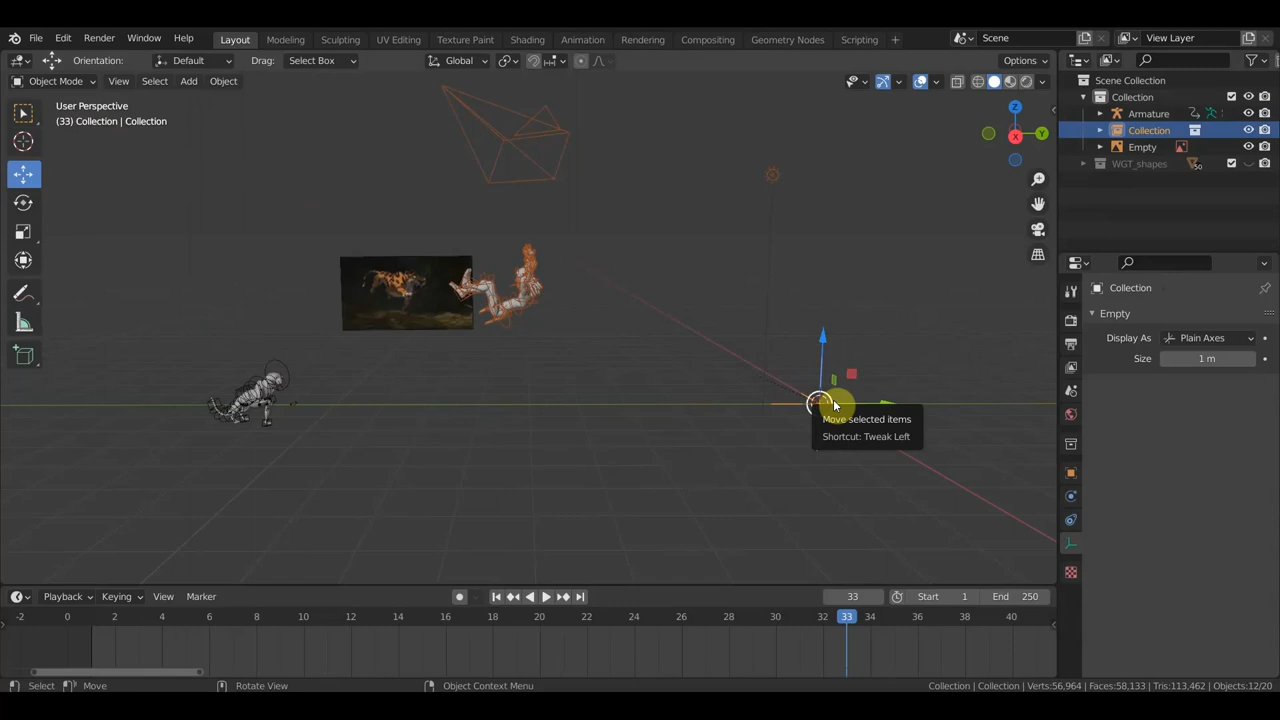 File Edit Render Window Help Layout Modeling Sculpting UV Editing Texture Paint Shading Animation Rendering Compositing Geometry Nodes Scripting + Scene View Layer
Orientation: Default Drag: Select Box Global Options
Object Mode View Select Add Object
User Perspective
(33) Collection | Collection
Z
Y
X
Scene Collection
Collection
Armature
Collection
Empty
WGT_shapes 50
Collection
Empty
Display As Plain Axes
Size 1 m
Move selected items
Shortcut: Tweak Left
Playback Keying View Marker 33 Start 1 End 250
-2 0 2 4 6 8 10 12 14 16 18 20 22 24 26 28 30 32 33 34 36 38 40
Select Move Rotate View Object Context Menu Collection | Collection | Verts:56,964 | Faces:58,133 | Tris:113,462 | Objects:12/20